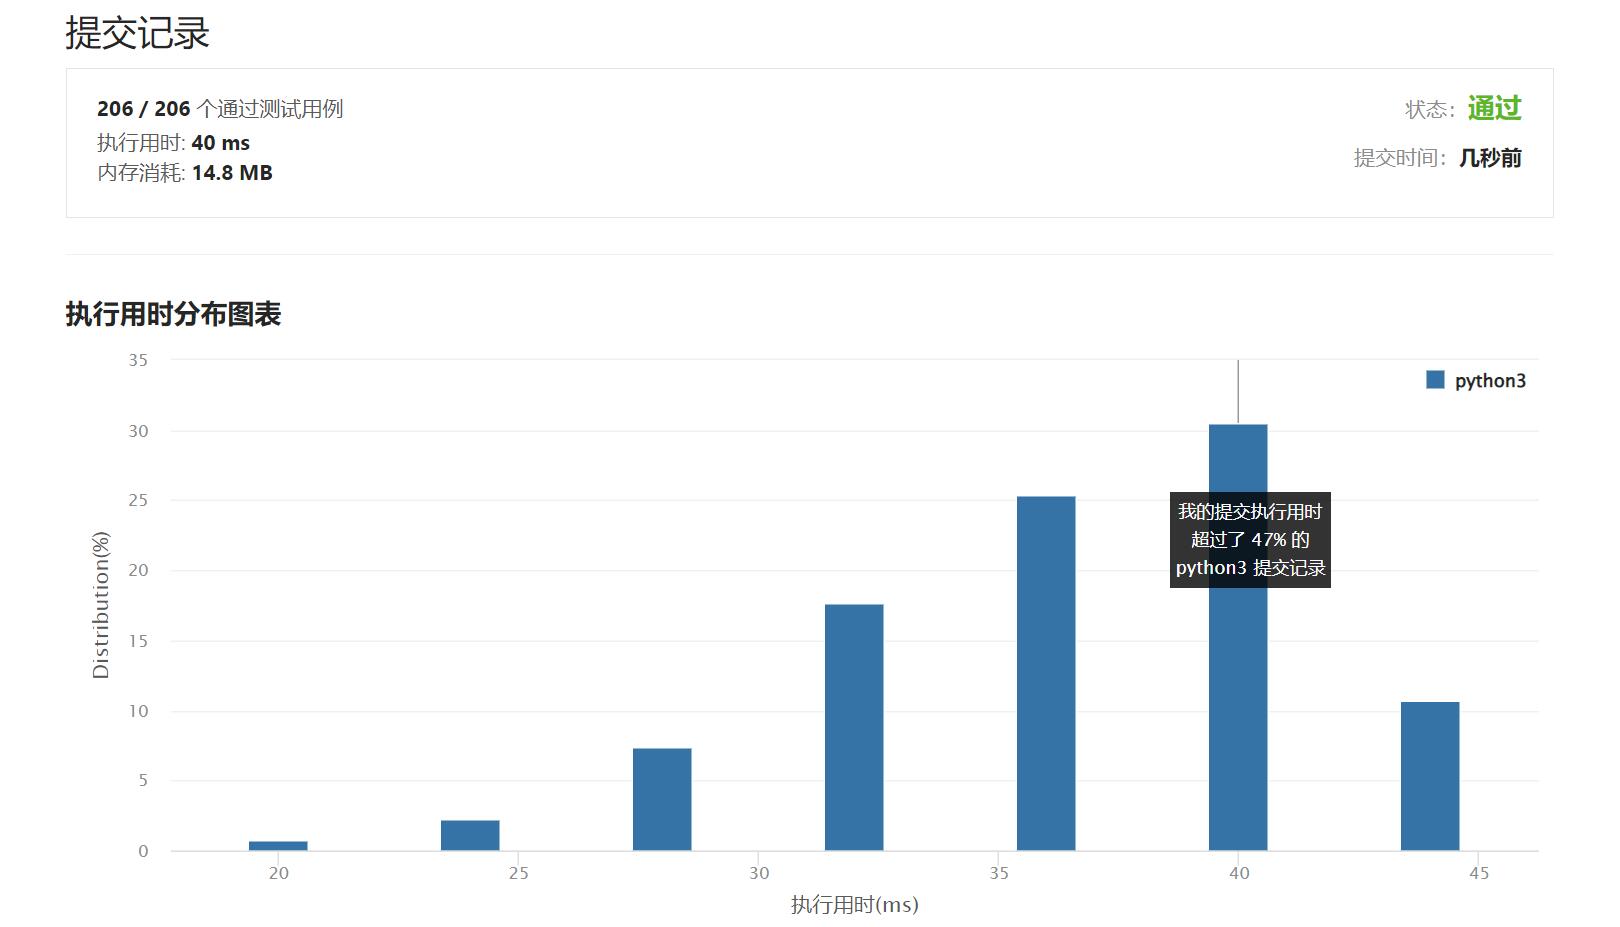 提交记录
206 / 206 个通过测试用例
状态：通过
执行用时: 40 ms
提交时间：几秒前
内存消耗: 14.8 MB
执行用时分布图表
35
30
25
20
15
10
5
0
Distribution(%)
python3
我的提交执行用时
超过了 47% 的
python3 提交记录
20 25 30 35 40 45
执行用时(ms)